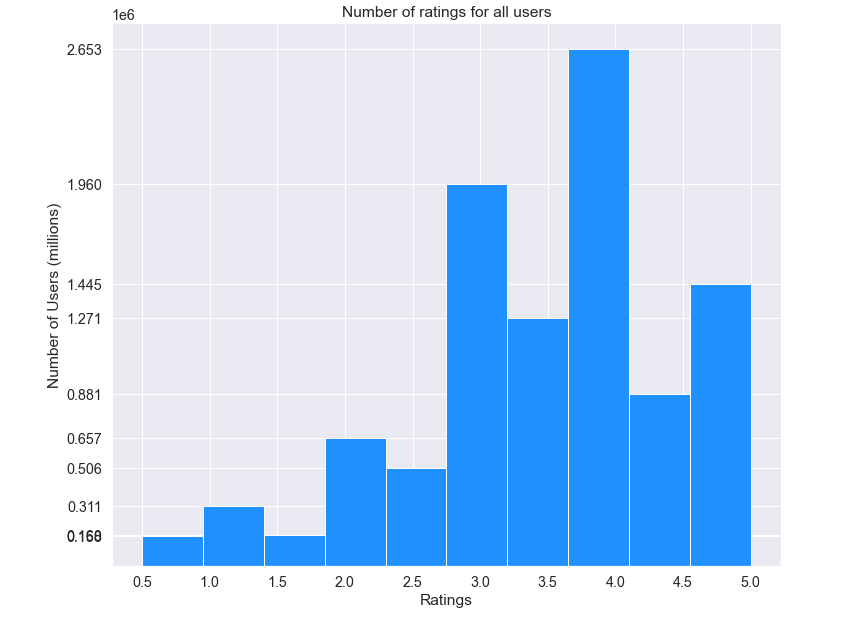 Number of ratings for all users
1e6
2.653
1.960
1.445
1.271
0.881
0.657
0.506
0.311
Number of Users (millions)
0.5 1.0 1.5 2.0 2.5 3.0 3.5 4.0 4.5 5.0
Ratings